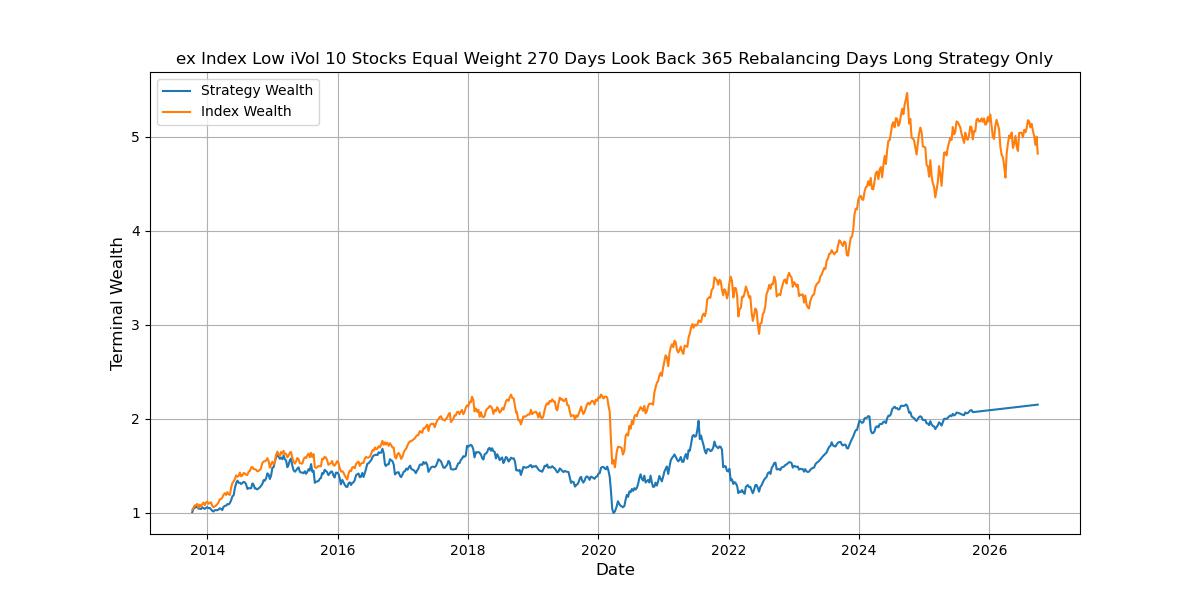 ex Index Low iVol 10 Stocks Equal Weight 270 Days Look Back 365 Rebalancing Days Long Strategy Only
Strategy Wealth
Index Wealth
Terminal Wealth
5
4
3
2
1
2014 2016 2018 2020 2022 2024 2026
Date